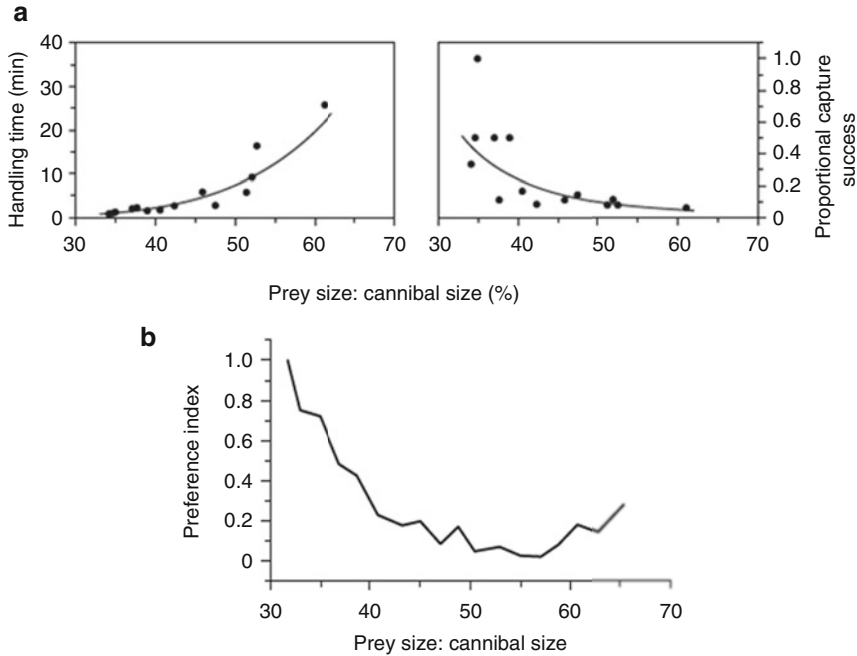 a
Handling time (min)
40
30
20
10
0
30 40 50 60 70
1.0
0.8
0.6
0.4
0.2
0
30 40 50 60 70
Proportional capture
success
Prey size: cannibal size (%)
b
Preference index
1.0
0.8
0.6
0.4
0.2
0
30 40 50 60 70
Prey size: cannibal size